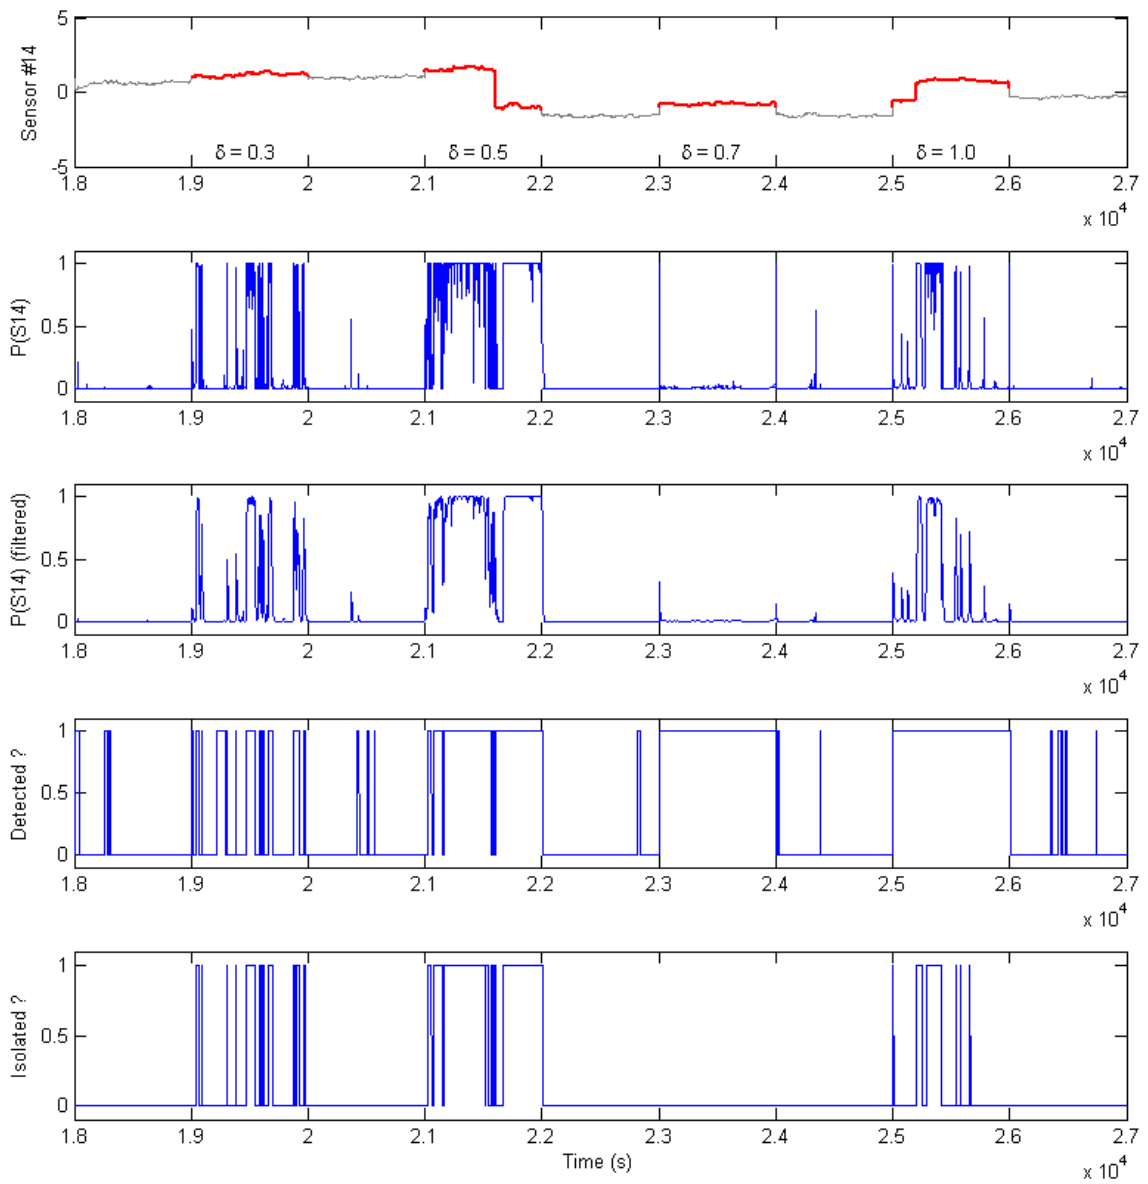 Sensor #14
5
0
-5
δ = 0.3 δ = 0.5 δ = 0.7 δ = 1.0
1.8 1.9 2 2.1 2.2 2.3 2.4 2.5 2.6 2.7
x 10^4
P(S14)
1
0.5
0
1.8 1.9 2 2.1 2.2 2.3 2.4 2.5 2.6 2.7
x 10^4
P(S14) (filtered)
1
0.5
0
1.8 1.9 2 2.1 2.2 2.3 2.4 2.5 2.6 2.7
x 10^4
Detected ?
1
0.5
0
1.8 1.9 2 2.1 2.2 2.3 2.4 2.5 2.6 2.7
x 10^4
Isolated ?
1
0.5
0
1.8 1.9 2 2.1 2.2 2.3 2.4 2.5 2.6 2.7
Time (s)
x 10^4